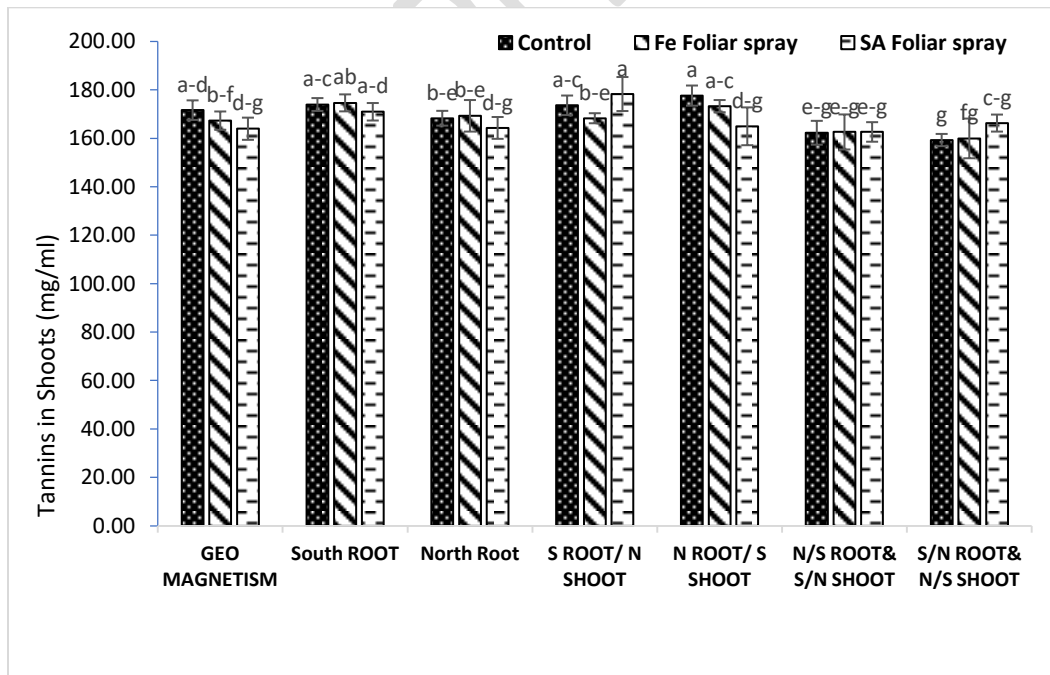 Control Fe Foliar spray SA Foliar spray
Tannins in Shoots (mg/ml)
200.00
180.00
160.00
140.00
120.00
100.00
80.00
60.00
40.00
20.00
0.00
a-d b-f d-g a-c ab a-d b-e b-e d-g a-c b-e a a a-c d-g e-g e-g e-g g fg c-g
GEO
MAGNETISM
South ROOT
North Root
S ROOT/ N
SHOOT
N ROOT/ S
SHOOT
N/S ROOT&
S/N SHOOT
S/N ROOT&
N/S SHOOT